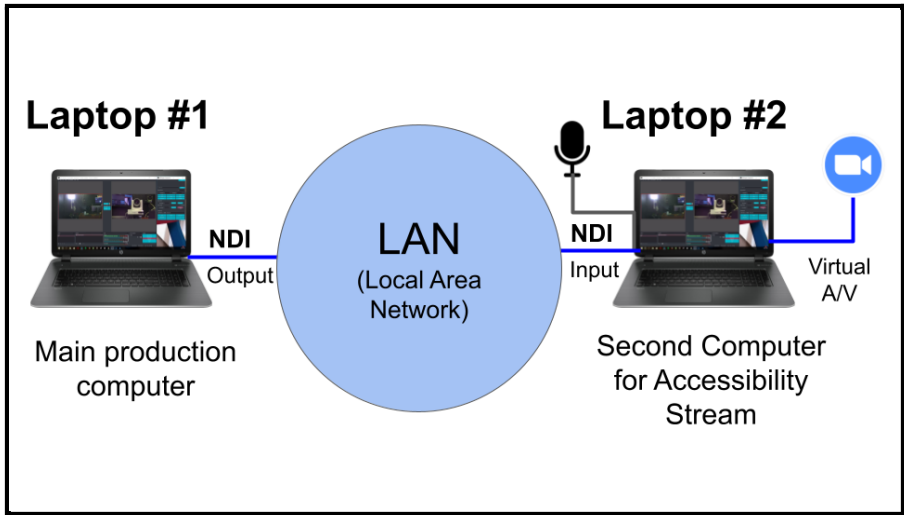 Laptop #1
Laptop #2
NDI
Output
LAN
(Local Area
Network)
NDI
Input
Virtual
A/V
Main production
computer
Second Computer
for Accessibility
Stream